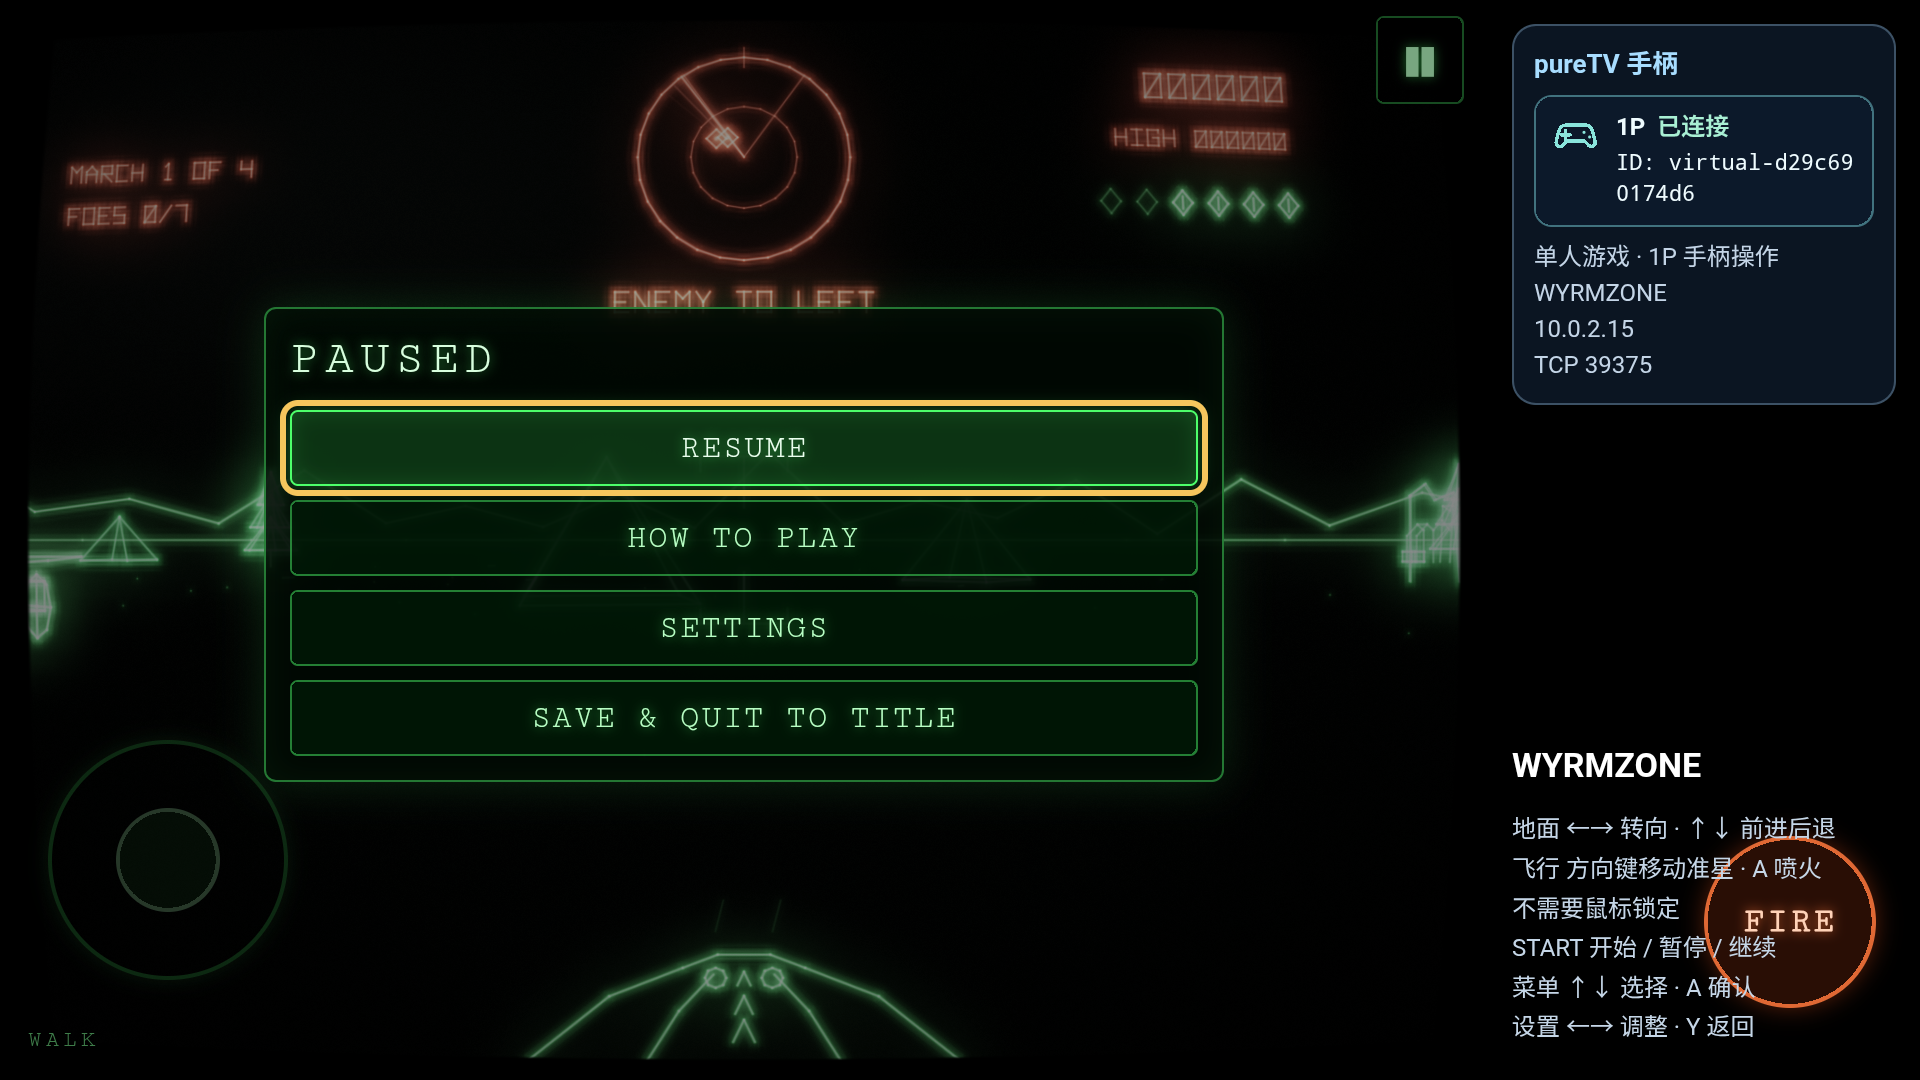 MARCH 1 OF 4
FOES 0/7
000000
HIGH 000000
ENEMY TO LEFT
PAUSED
RESUME
HOW TO PLAY
SETTINGS
SAVE & QUIT TO TITLE
WALK
pureTV 手柄
1P 已连接
ID: virtual-d29c69
0174d6
单人游戏 · 1P 手柄操作
WYRMZONE
10.0.2.15
TCP 39375
WYRMZONE
地面 ←→ 转向 · ↑↓ 前进后退
飞行 方向键移动准星 · A 喷火
不需要鼠标锁定
FIRE
START 开始 / 暂停 / 继续
菜单 ↑↓ 选择 · A 确认
设置 ←→ 调整 · Y 返回